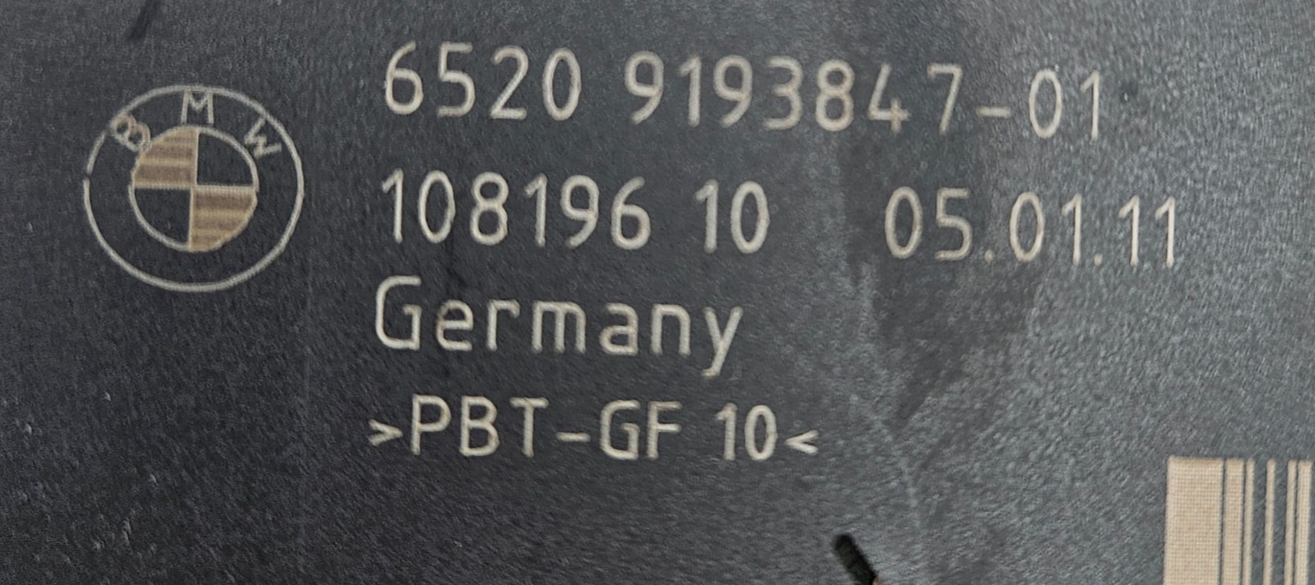 BMW
6520 9193847-01
108196 10 05.01.11
Germany
>PBT-GF 10<